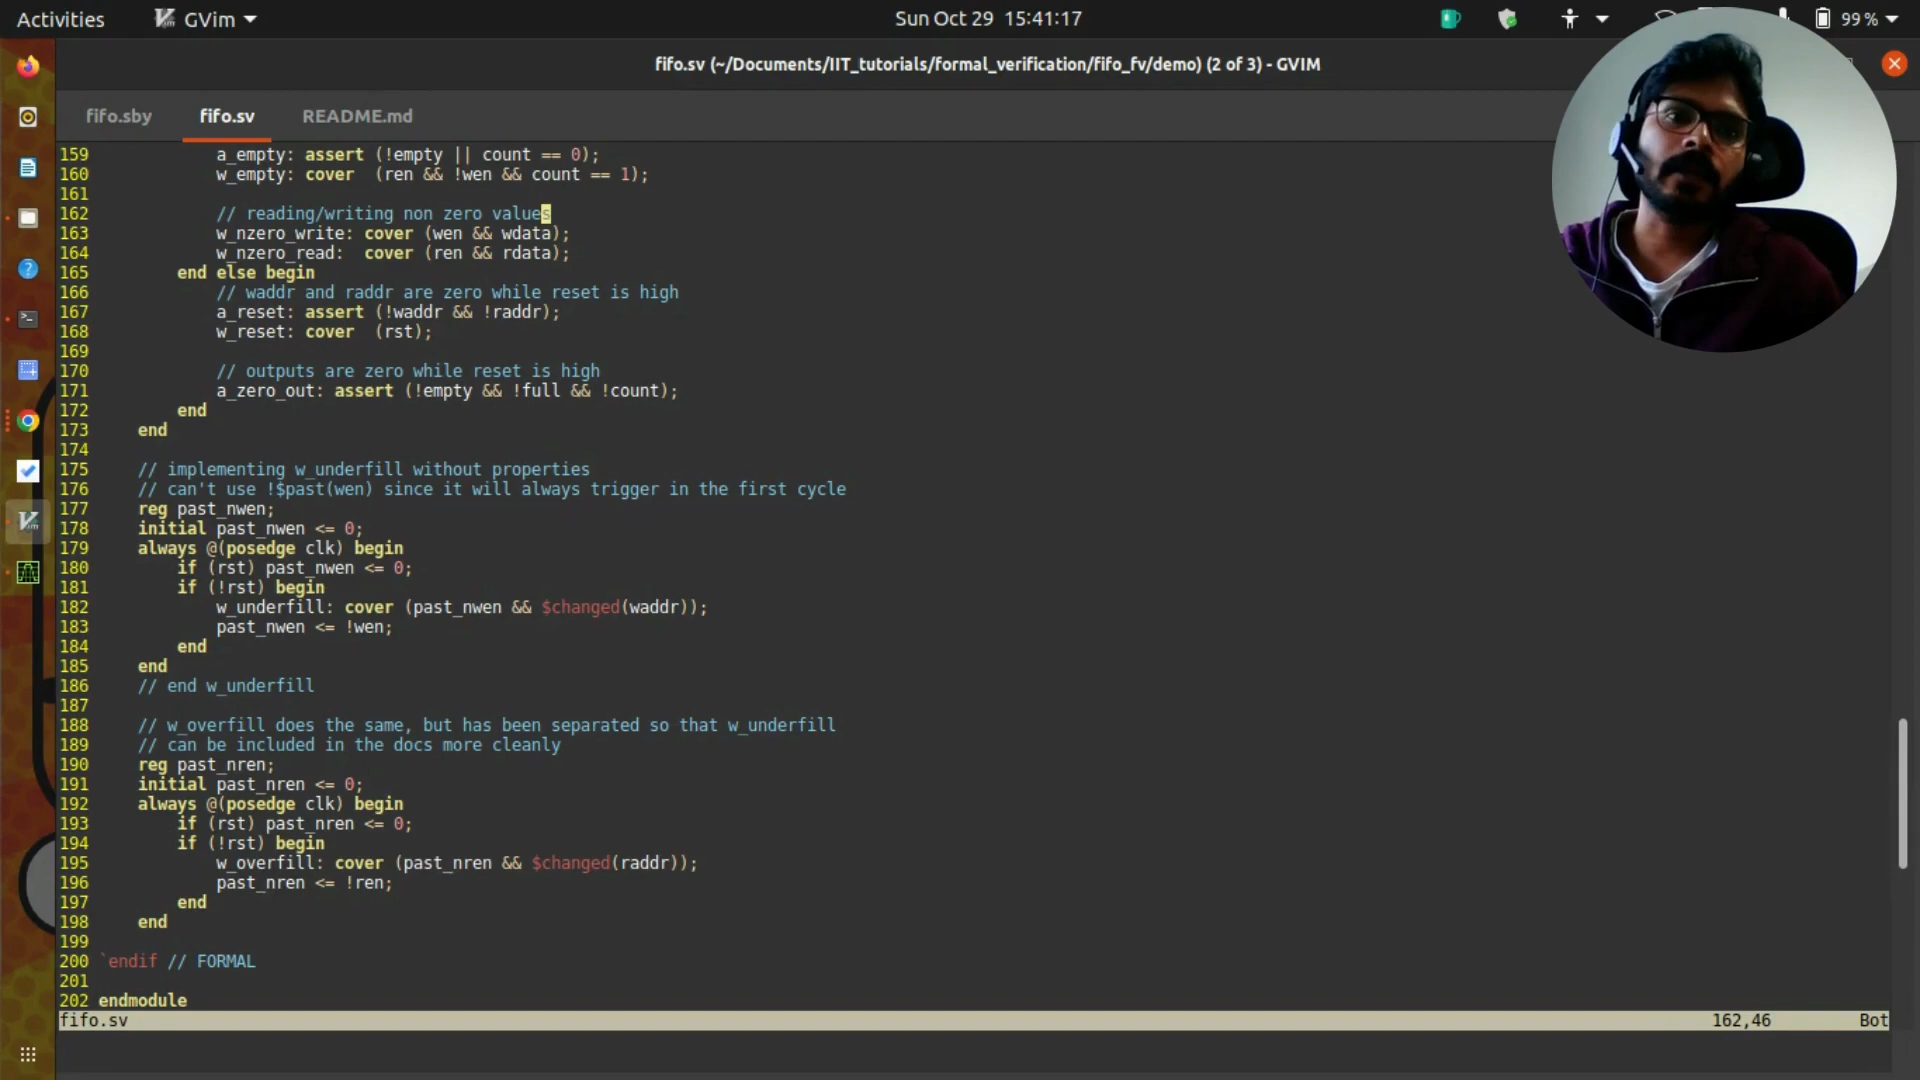 Activities GVim Sun Oct 29 15:41:17 99 %
fifo.sv (~/Documents/IIT_tutorials/formal_verification/fifo_fv/demo) (2 of 3) - GVIM
fifo.sby fifo.sv README.md
159 a_empty: assert (!empty || count == 0);
160 w_empty: cover (ren && !wen && count == 1);
161
162 // reading/writing non zero values
163 w_nzero_write: cover (wen && wdata);
164 w_nzero_read: cover (ren && rdata);
165 end else begin
166 // waddr and raddr are zero while reset is high
167 a_reset: assert (!waddr && !raddr);
168 w_reset: cover (rst);
169
170 // outputs are zero while reset is high
171 a_zero_out: assert (!empty && !full && !count);
172 end
173 end
174
175 // implementing w_underfill without properties
176 // can't use !$past(wen) since it will always trigger in the first cycle
177 reg past_nwen;
178 initial past_nwen <= 0;
179 always @(posedge clk) begin
180 if (rst) past_nwen <= 0;
181 if (!rst) begin
182 w_underfill: cover (past_nwen && $changed(waddr));
183 past_nwen <= !wen;
184 end
185 end
186 // end w_underfill
187
188 // w_overfill does the same, but has been separated so that w_underfill
189 // can be included in the docs more cleanly
190 reg past_nren;
191 initial past_nren <= 0;
192 always @(posedge clk) begin
193 if (rst) past_nren <= 0;
194 if (!rst) begin
195 w_overfill: cover (past_nren && $changed(raddr));
196 past_nren <= !ren;
197 end
198 end
199
200 `endif // FORMAL
201
202 endmodule
fifo.sv 162,46 Bot